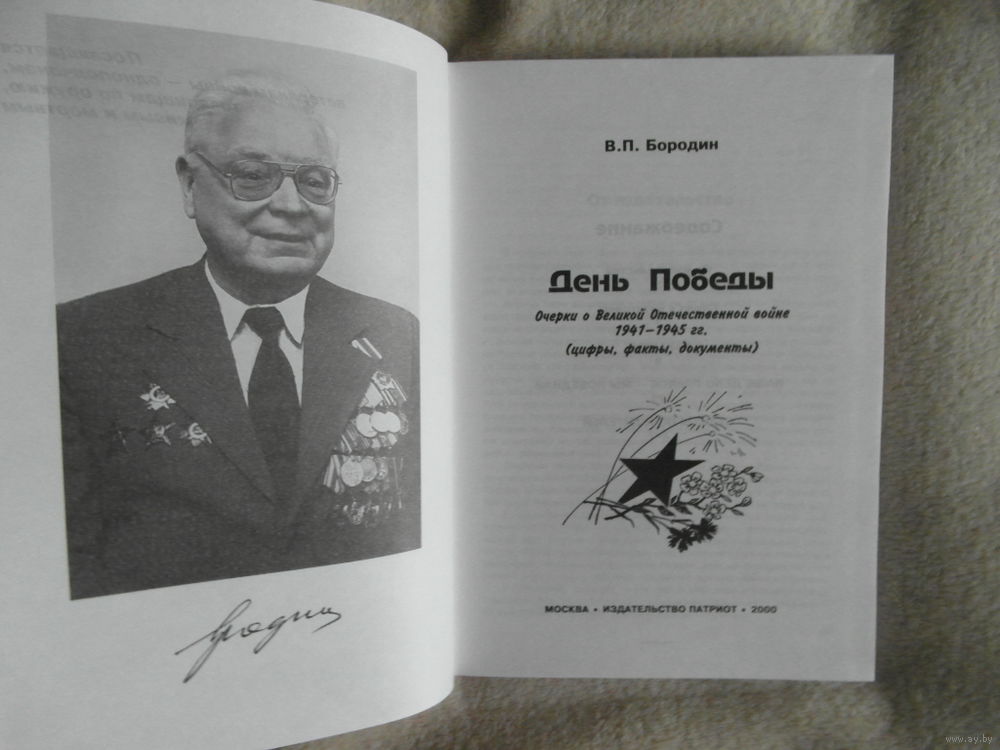 В.П. Бородин
День Победы
Очерки о Великой Отечественной войне
1941–1945 гг.
(цифры, факты, документы)
МОСКВА • ИЗДАТЕЛЬСТВО ПАТРИОТ • 2000
www.ay.by